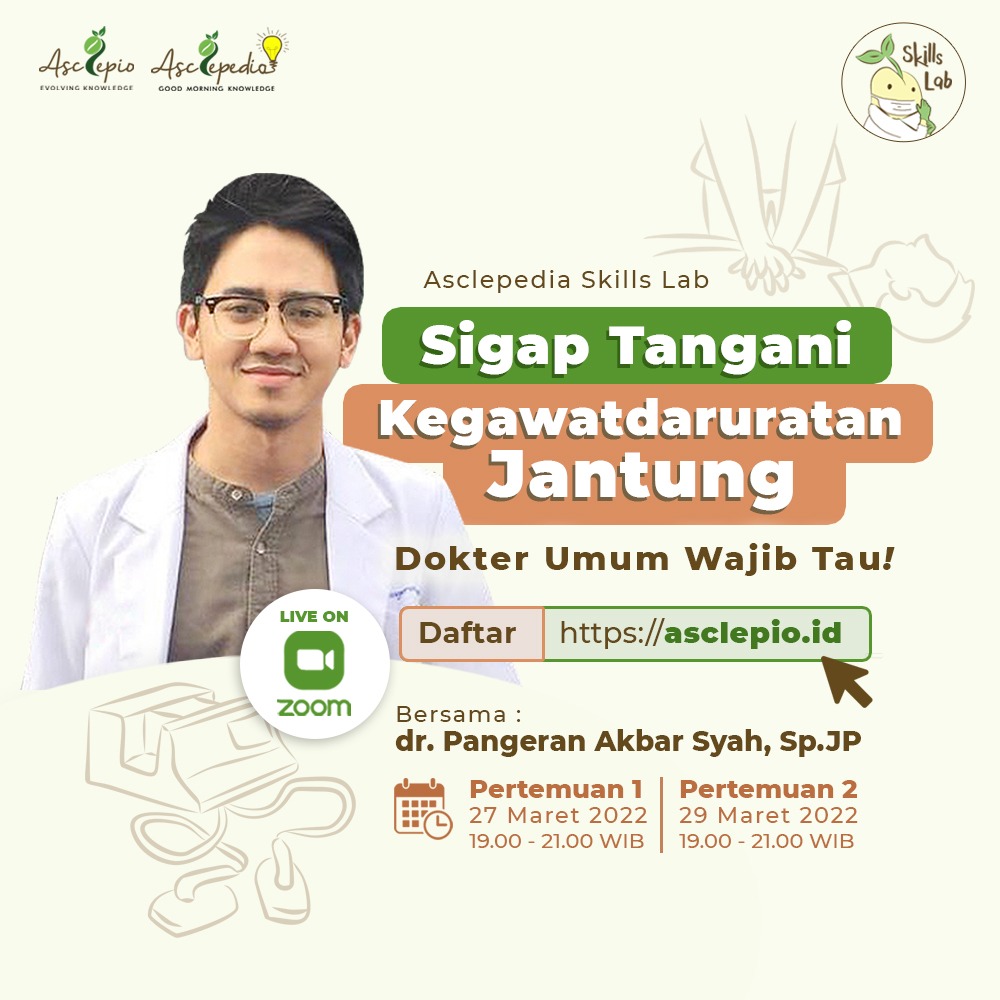 Asclepio
EVOLVING KNOWLEDGE
Asclepedia
GOOD MORNING KNOWLEDGE
Skills
Lab
Asclepedia Skills Lab
Sigap Tangani
Kegawatdaruratan
Jantung
Dokter Umum Wajib Tau!
Daftar https://asclepio.id
LIVE ON
zoom
Bersama :
dr. Pangeran Akbar Syah, Sp.JP
Pertemuan 1
27 Maret 2022
19.00 - 21.00 WIB
Pertemuan 2
29 Maret 2022
19.00 - 21.00 WIB